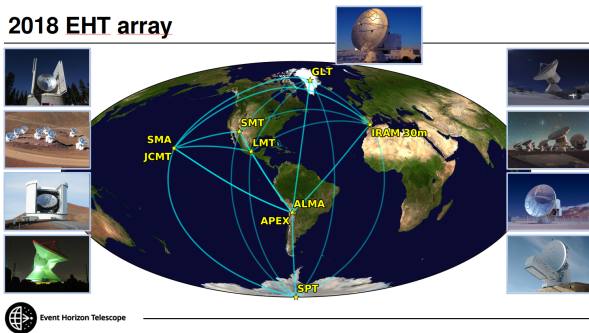 2018 EHT array
GLT
SMT
SMA
LMT
IRAM 30m
JCMT
ALMA
APEX
SPT
Event Horizon Telescope